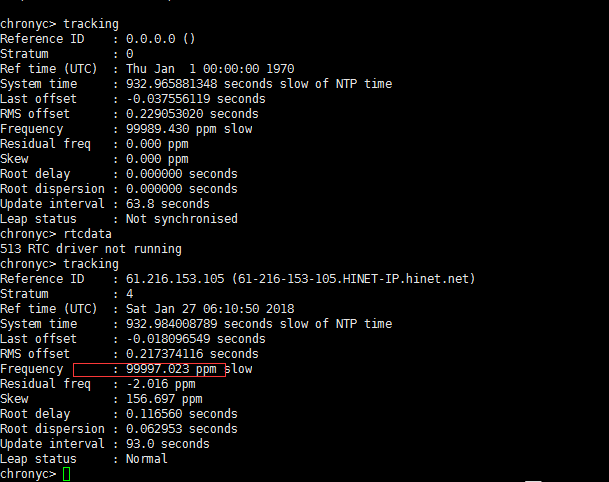 chronyc> tracking
Reference ID    : 0.0.0.0 ()
Stratum         : 0
Ref time (UTC)  : Thu Jan  1 00:00:00 1970
System time     : 932.965881348 seconds slow of NTP time
Last offset     : -0.037556119 seconds
RMS offset      : 0.229053020 seconds
Frequency       : 99989.430 ppm slow
Residual freq   : 0.000 ppm
Skew            : 0.000 ppm
Root delay      : 0.000000 seconds
Root dispersion : 0.000000 seconds
Update interval : 63.8 seconds
Leap status     : Not synchronised
chronyc> rtcdata
513 RTC driver not running
chronyc> tracking
Reference ID    : 61.216.153.105 (61-216-153-105.HINET-IP.hinet.net)
Stratum         : 4
Ref time (UTC)  : Sat Jan 27 06:10:50 2018
System time     : 932.984008789 seconds slow of NTP time
Last offset     : -0.018096549 seconds
RMS offset      : 0.217374116 seconds
Frequency       : 99997.023 ppm slow
Residual freq   : -2.016 ppm
Skew            : 156.697 ppm
Root delay      : 0.116560 seconds
Root dispersion : 0.062953 seconds
Update interval : 93.0 seconds
Leap status     : Normal
chronyc>